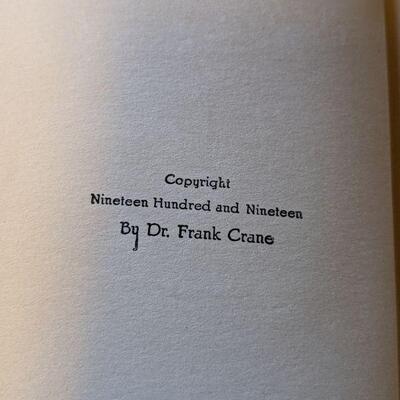 Copyright
Nineteen Hundred and Nineteen
By Dr. Frank Crane